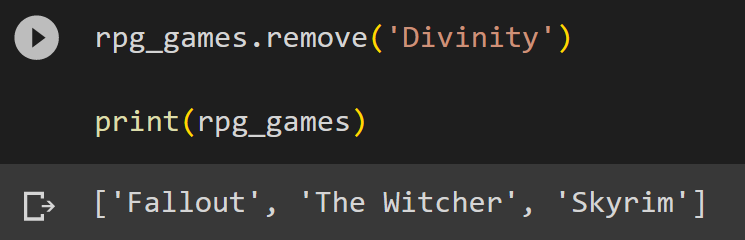 rpg_games.remove('Divinity')
print(rpg_games)
['Fallout', 'The Witcher', 'Skyrim']